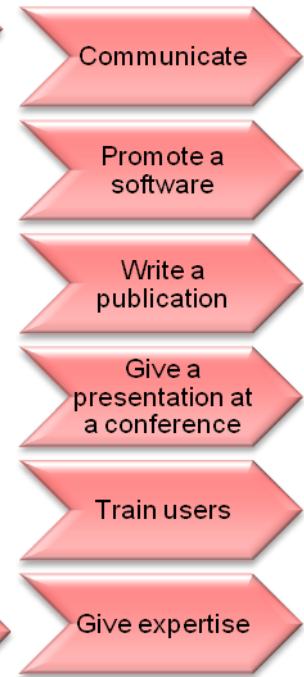 Communicate
Promote a
software
Write a
publication
Give a
presentation at
a conference
Train users
Give expertise